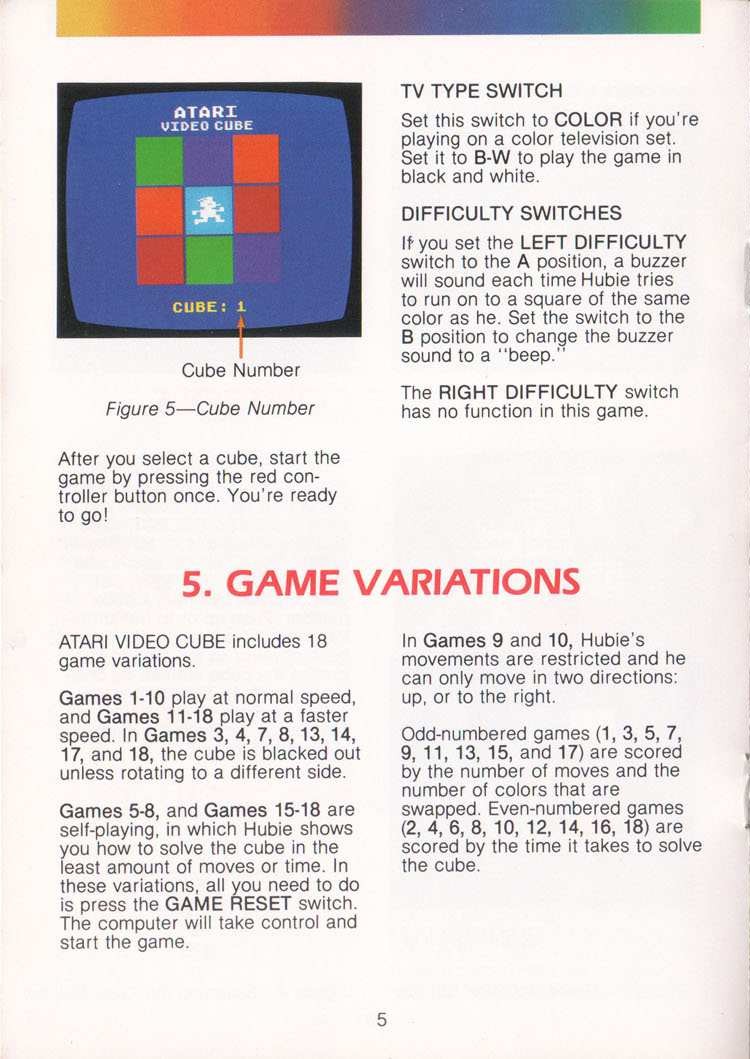 ATARI
VIDEO CUBE
CUBE: 1
Cube Number
Figure 5—Cube Number
After you select a cube, start the
game by pressing the red con-
troller button once. You're ready
to go!
TV TYPE SWITCH
Set this switch to COLOR if you're
playing on a color television set.
Set it to B-W to play the game in
black and white.
DIFFICULTY SWITCHES
If you set the LEFT DIFFICULTY
switch to the A position, a buzzer
will sound each time Hubie tries
to run on to a square of the same
color as he. Set the switch to the
B position to change the buzzer
sound to a "beep."
The RIGHT DIFFICULTY switch
has no function in this game.
5. GAME VARIATIONS
ATARI VIDEO CUBE includes 18
game variations.
Games 1-10 play at normal speed,
and Games 11-18 play at a faster
speed. In Games 3, 4, 7, 8, 13, 14,
17, and 18, the cube is blacked out
unless rotating to a different side.
Games 5-8, and Games 15-18 are
self-playing, in which Hubie shows
you how to solve the cube in the
least amount of moves or time. In
these variations, all you need to do
is press the GAME RESET switch.
The computer will take control and
start the game.
In Games 9 and 10, Hubie's
movements are restricted and he
can only move in two directions:
up, or to the right.
Odd-numbered games (1, 3, 5, 7,
9, 11, 13, 15, and 17) are scored
by the number of moves and the
number of colors that are
swapped. Even-numbered games
(2, 4, 6, 8, 10, 12, 14, 16, 18) are
scored by the time it takes to solve
the cube.
5